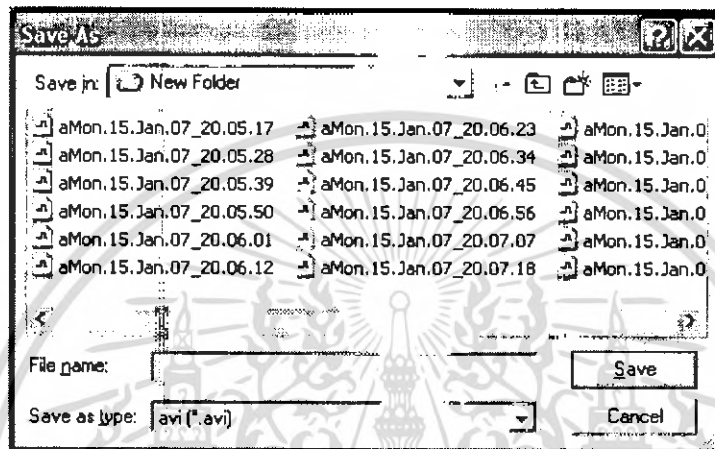 Save As
Save in: New Folder
aMon.15.Jan.07_20.05.17 aMon.15.Jan.07_20.06.23 aMon.15.Jan.0
aMon.15.Jan.07_20.05.28 aMon.15.Jan.07_20.06.34 aMon.15.Jan.0
aMon.15.Jan.07_20.05.39 aMon.15.Jan.07_20.06.45 aMon.15.Jan.0
aMon.15.Jan.07_20.05.50 aMon.15.Jan.07_20.06.56 aMon.15.Jan.0
aMon.15.Jan.07_20.06.01 aMon.15.Jan.07_20.07.07 aMon.15.Jan.0
aMon.15.Jan.07_20.06.12 aMon.15.Jan.07_20.07.18 aMon.15.Jan.0
File name: Save
Save as type: avi (*.avi) Cancel